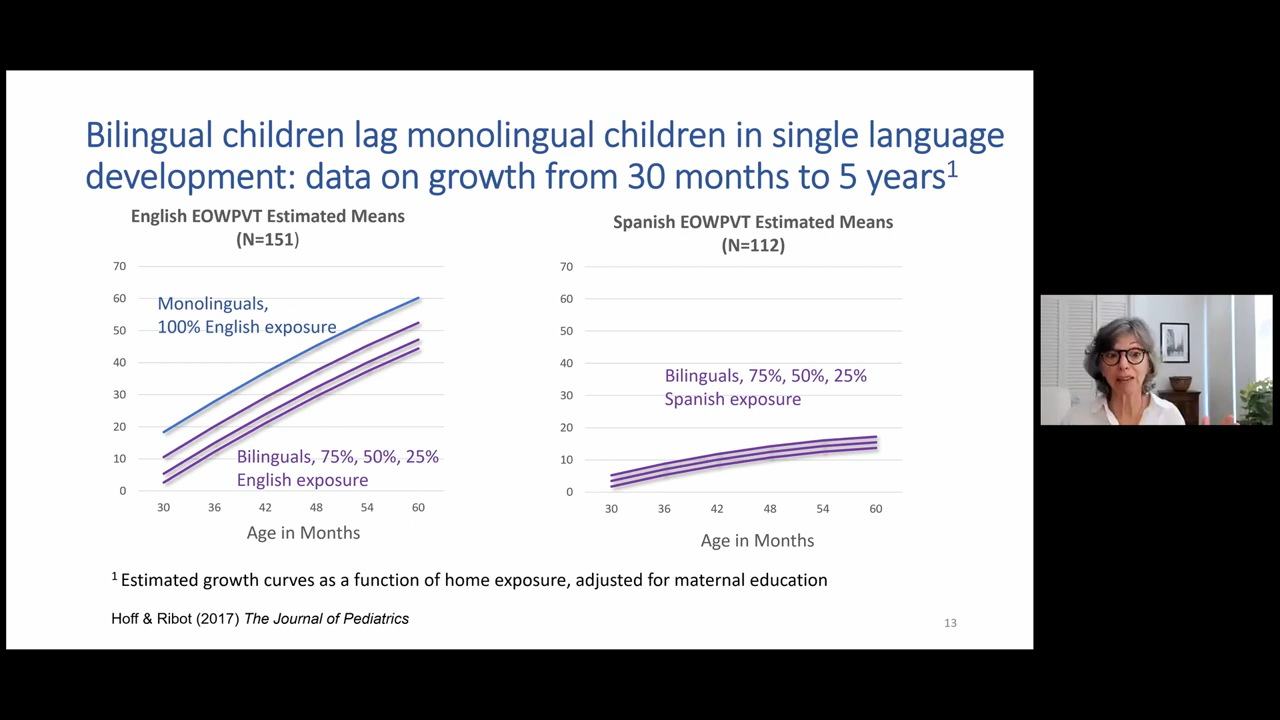 Bilingual children lag monolingual children in single language
development: data on growth from 30 months to 5 years¹
English EOWPVT Estimated Means
(N=151)
70
60
50
40
30
20
10
0
Monolinguals,
100% English exposure
Bilinguals, 75%, 50%, 25%
English exposure
30 36 42 48 54 60
Age in Months
Spanish EOWPVT Estimated Means
(N=112)
70
60
50
40
30
20
10
0
Bilinguals, 75%, 50%, 25%
Spanish exposure
30 36 42 48 54 60
Age in Months
¹ Estimated growth curves as a function of home exposure, adjusted for maternal education
Hoff & Ribot (2017) The Journal of Pediatrics
13